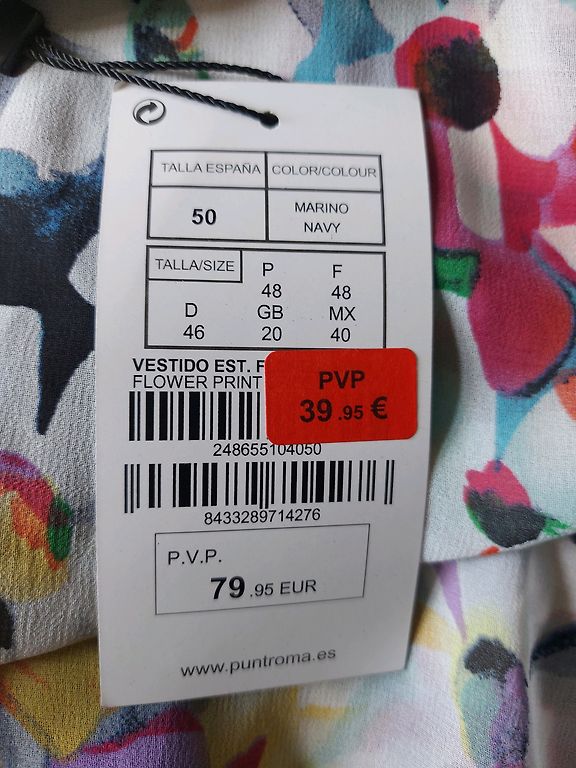 TALLA ESPAÑA COLOR/COLOUR
50 MARINO
NAVY
TALLA/SIZE P F
48 48
D GB MX
46 20 40
VESTIDO EST. F
FLOWER PRINT
PVP
39.95 €
248655104050
8433289714276
P.V.P.
79.95 EUR
www.puntroma.es